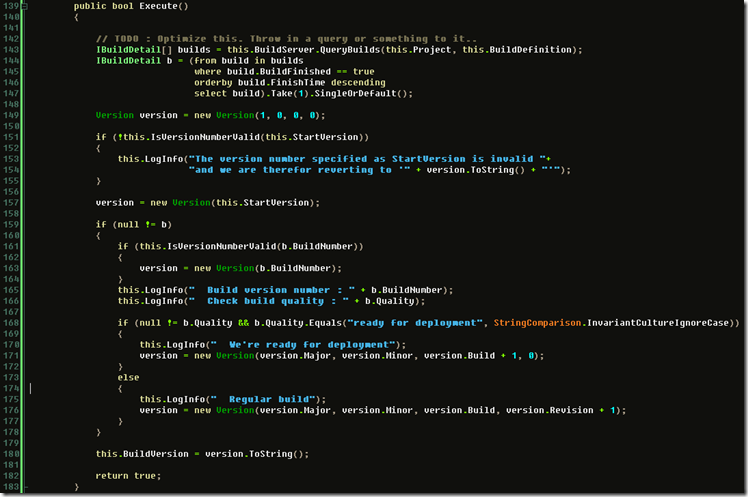 139 public bool Execute()
140 {
141
142 // TODO : Optimize this. Throw in a query or something to it..
143 IBuildDetail[] builds = this.BuildServer.QueryBuilds(this.Project, this.BuildDefinition);
144 IBuildDetail b = (from build in builds
145 where build.BuildFinished == true
146 orderby build.FinishTime descending
147 select build).Take(1).SingleOrDefault();
148
149 Version version = new Version(1, 0, 0, 0);
150
151 if (!this.IsVersionNumberValid(this.StartVersion))
152 {
153 this.LogInfo("The version number specified as StartVersion is invalid "+
154 "and we are therefor reverting to '" + version.ToString() + "'");
155 }
156
157 version = new Version(this.StartVersion);
158
159 if (null != b)
160 {
161 if (this.IsVersionNumberValid(b.BuildNumber))
162 {
163 version = new Version(b.BuildNumber);
164 }
165 this.LogInfo("  Build version number : " + b.BuildNumber);
166 this.LogInfo("  Check build quality : " + b.Quality);
167
168 if (null != b.Quality && b.Quality.Equals("ready for deployment", StringComparison.InvariantCultureIgnoreCase))
169 {
170 this.LogInfo("  We're ready for deployment");
171 version = new Version(version.Major, version.Minor, version.Build + 1, 0);
172 }
173 else
174 {
175 this.LogInfo("  Regular build");
176 version = new Version(version.Major, version.Minor, version.Build, version.Revision + 1);
177 }
178 }
179
180 this.BuildVersion = version.ToString();
181
182 return true;
183 }